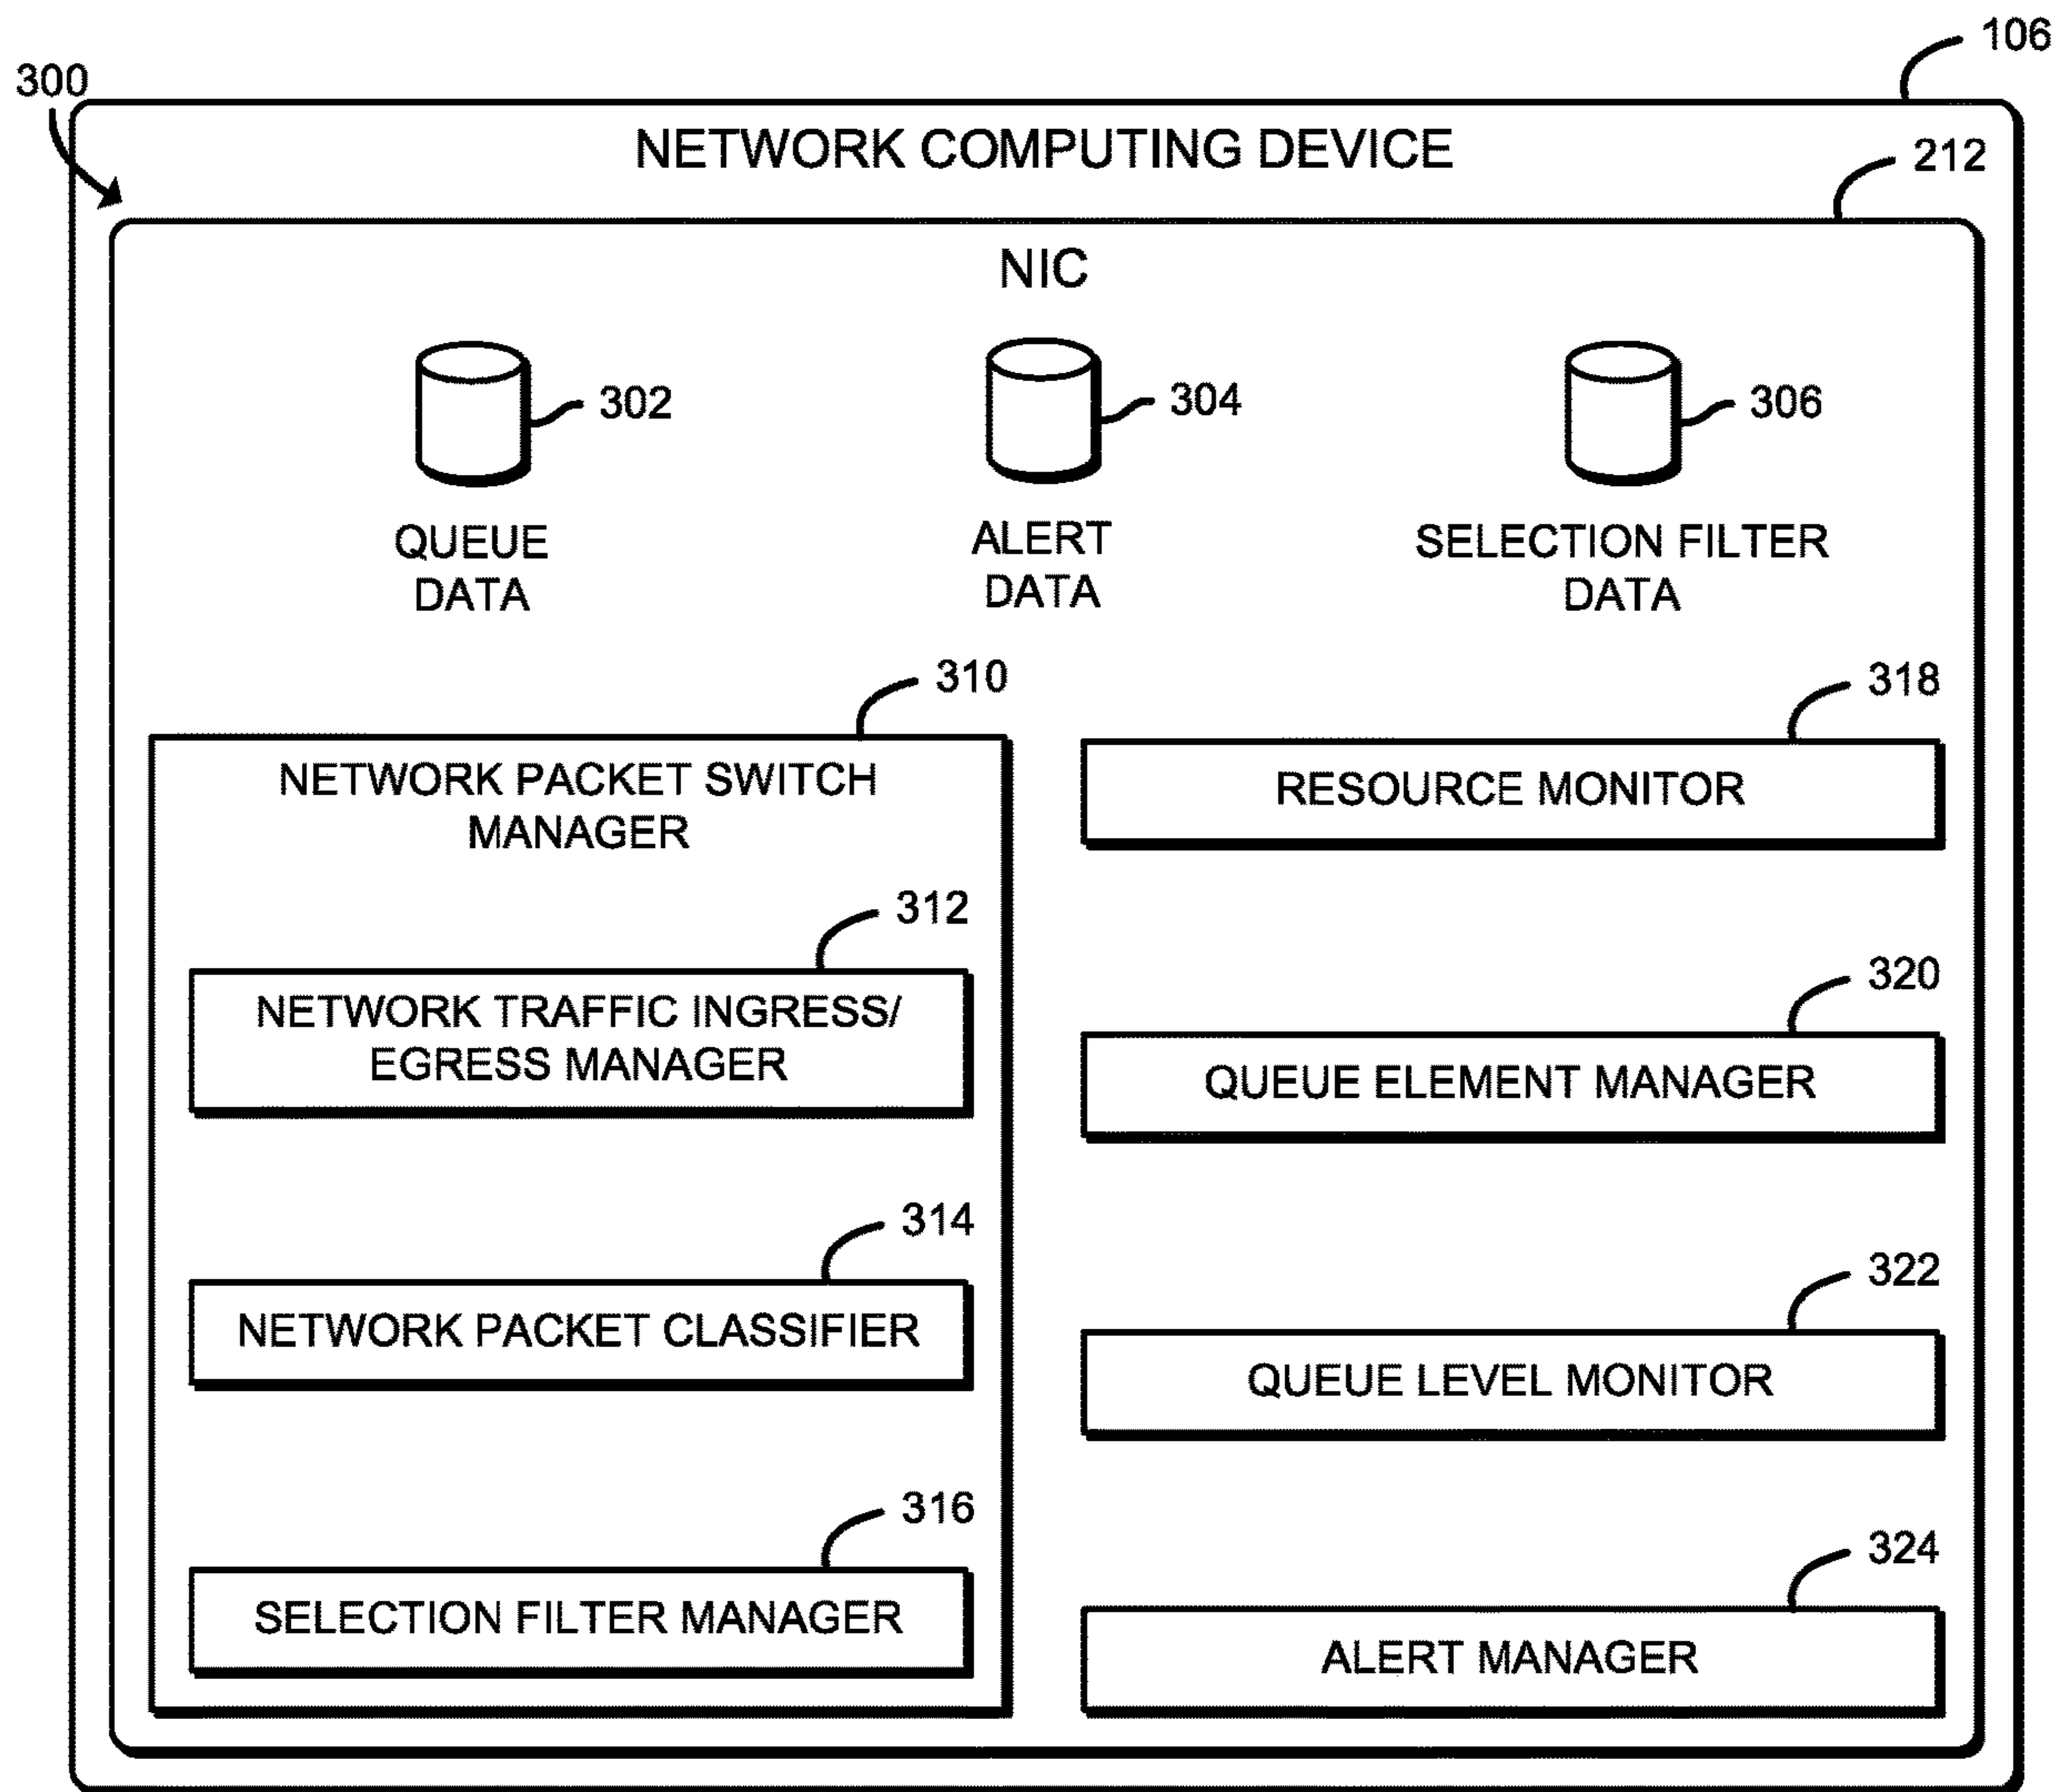 106
300
NETWORK COMPUTING DEVICE
212
NIC
302
304
306
QUEUE
DATA
ALERT
DATA
SELECTION FILTER
DATA
310
NETWORK PACKET SWITCH
MANAGER
312
NETWORK TRAFFIC INGRESS/
EGRESS MANAGER
314
NETWORK PACKET CLASSIFIER
316
SELECTION FILTER MANAGER
318
RESOURCE MONITOR
320
QUEUE ELEMENT MANAGER
322
QUEUE LEVEL MONITOR
324
ALERT MANAGER